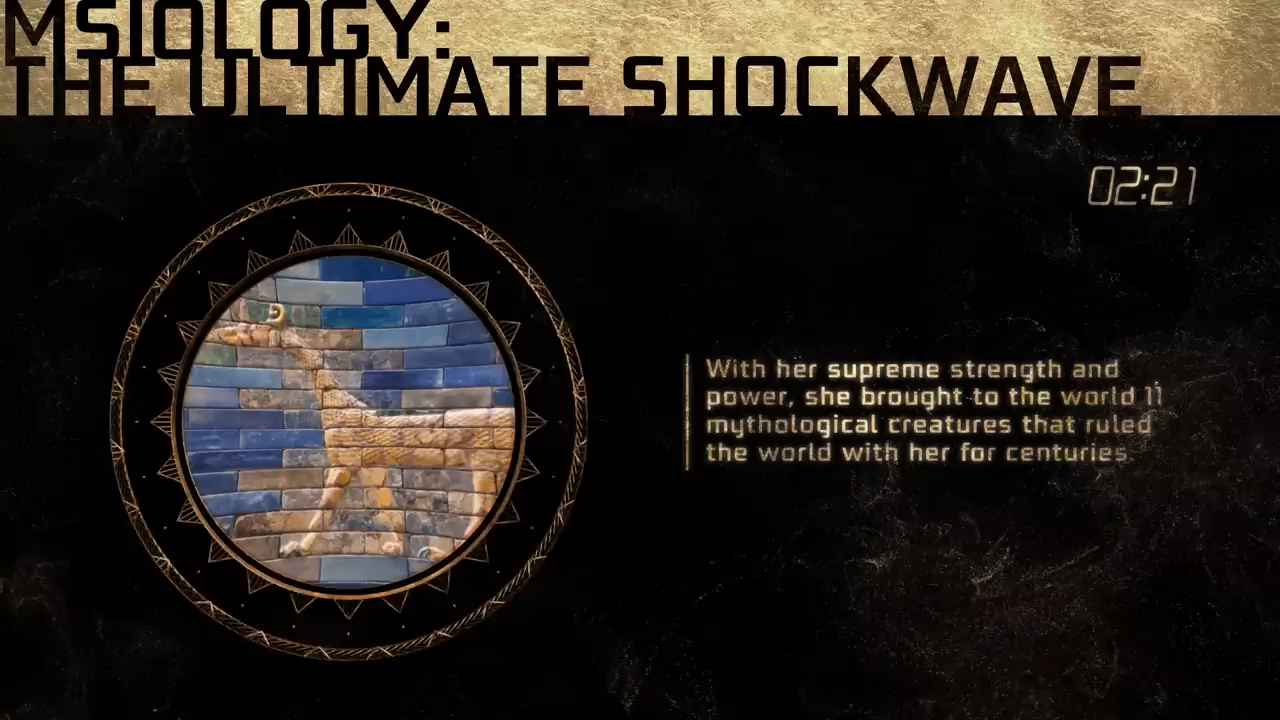 MSIOLOGY:
THE ULTIMATE SHOCKWAVE
02:21
With her supreme strength and
power, she brought to the world 11
mythological creatures that ruled
the world with her for centuries.